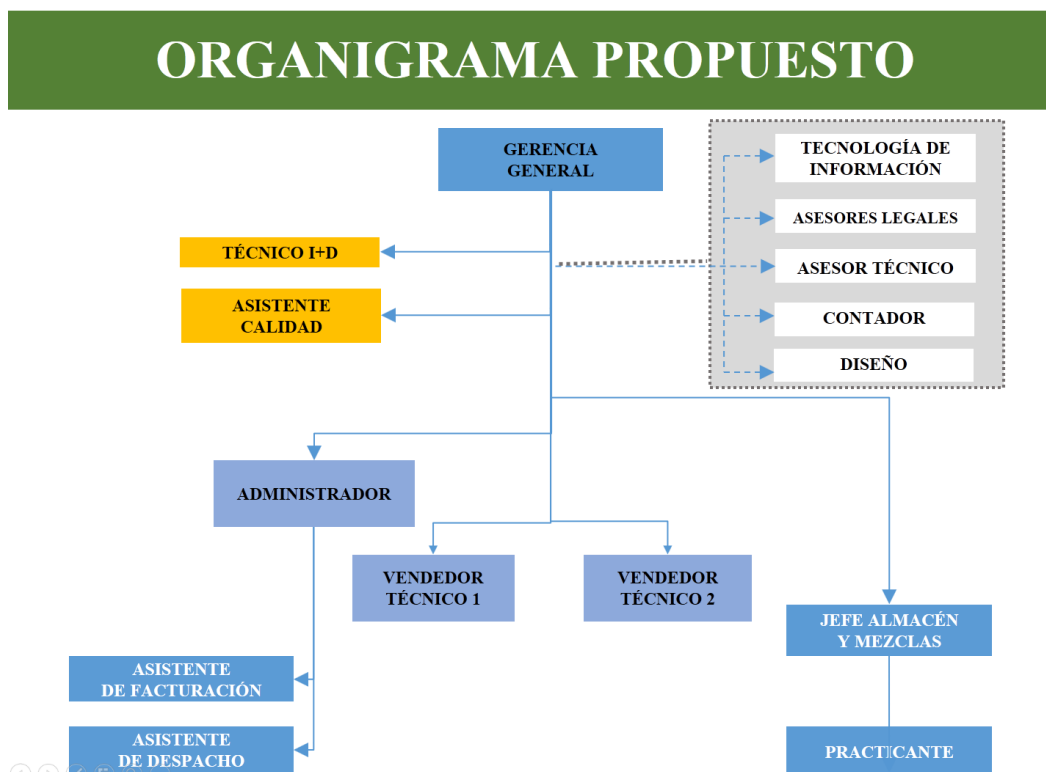 ORGANIGRAMA PROPUESTO
GERENCIA
GENERAL
TECNOLOGÍA DE
INFORMACIÓN
ASESORES LEGALES
ASESOR TÉCNICO
CONTADOR
DISEÑO
TÉCNICO I+D
ASISTENTE
CALIDAD
ADMINISTRADOR
VENDEDOR
TÉCNICO 1
VENDEDOR
TÉCNICO 2
JEFE ALMACÉN
Y MEZCLAS
ASISTENTE
DE FACTURACIÓN
ASISTENTE
DE DESPACHO
PRACTICANTE